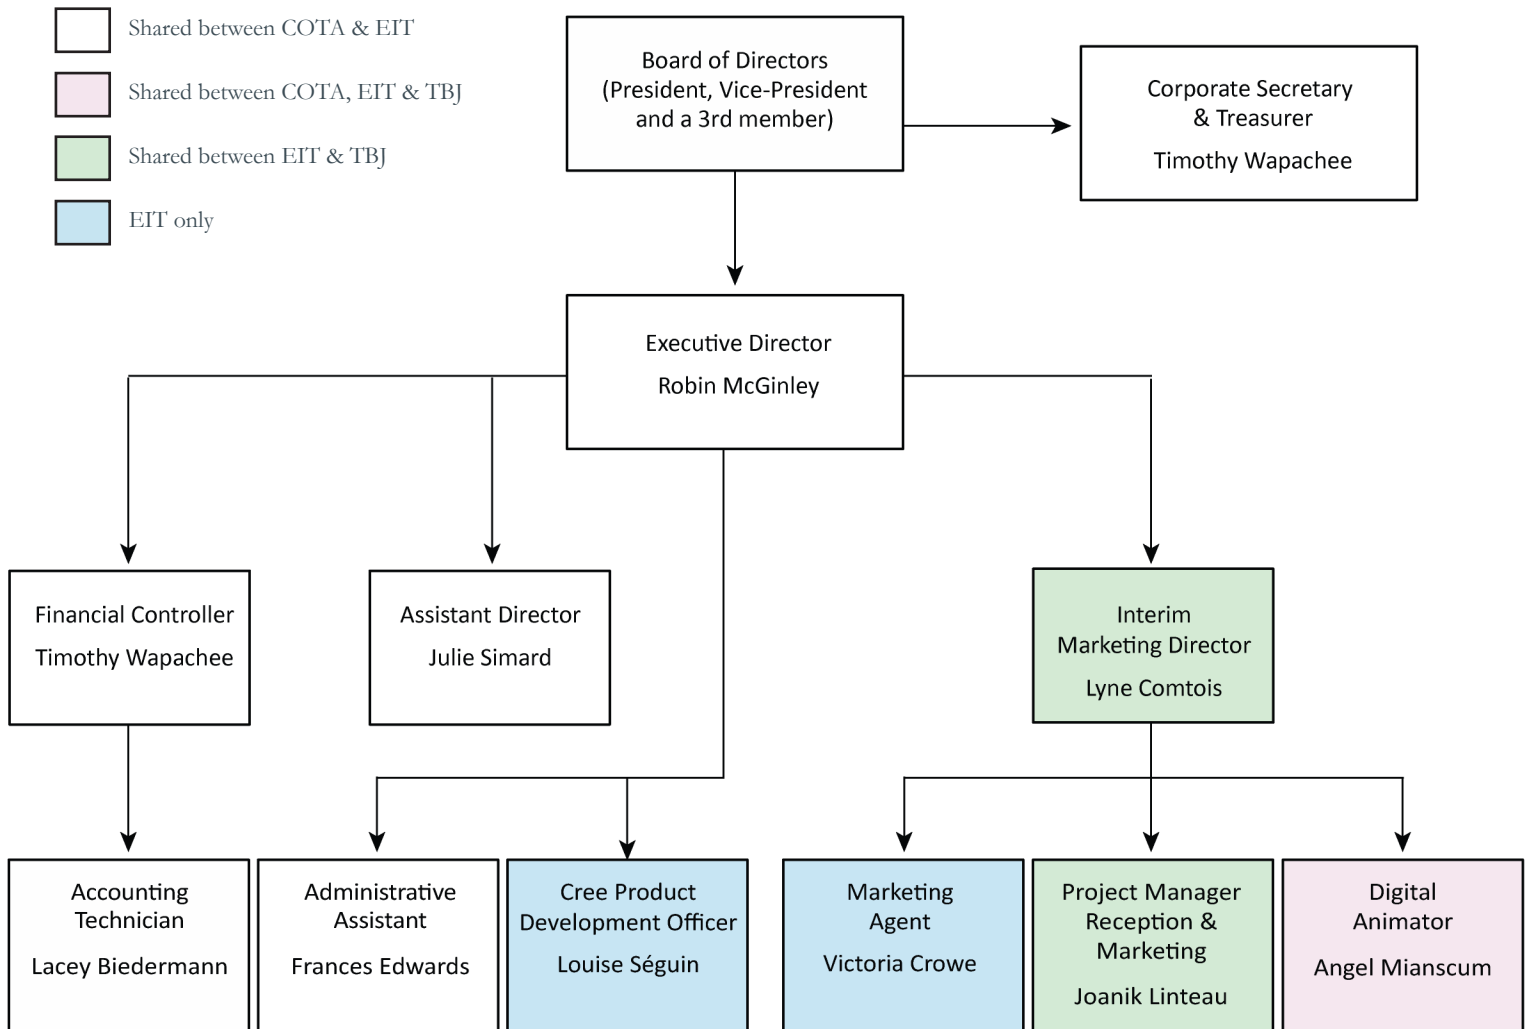 Shared between COTA & EIT
Shared between COTA, EIT & TBJ
Shared between EIT & TBJ
EIT only
Board of Directors
(President, Vice-President
and a 3rd member)
Corporate Secretary
& Treasurer
Timothy Wapachee
Executive Director
Robin McGinley
Financial Controller
Timothy Wapachee
Assistant Director
Julie Simard
Interim
Marketing Director
Lyne Comtois
Accounting
Technician
Lacey Biedermann
Administrative
Assistant
Frances Edwards
Cree Product
Development Officer
Louise Séguin
Marketing
Agent
Victoria Crowe
Project Manager
Reception &
Marketing
Joanik Linteau
Digital
Animator
Angel Mianscum